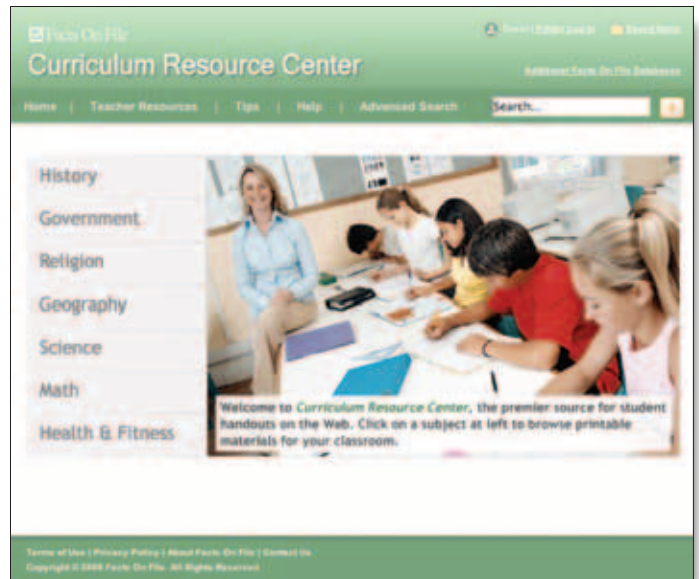 Facts On File
Saved Items
Curriculum Resource Center
Additional Facts On File Databases
Home | Teacher Resources | Tips | Help | Advanced Search
Search...
History
Government
Religion
Geography
Science
Math
Health & Fitness
Welcome to Curriculum Resource Center, the premier source for student
handouts on the Web. Click on a subject at left to browse printable
materials for your classroom.
Terms of Use | Privacy Policy | About Facts On File | Contact Us
Copyright © Facts On File. All Rights Reserved.